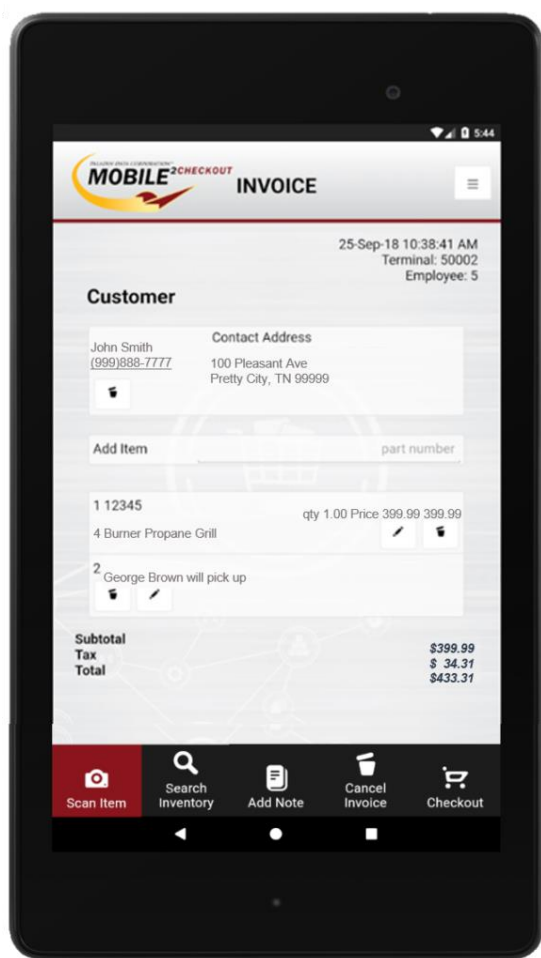 5:44
PALADIN DATA CORPORATION'S
MOBILE2CHECKOUT INVOICE
25-Sep-18 10:38:41 AM
Terminal: 50002
Employee: 5
Customer
John Smith
(999)888-7777
Contact Address
100 Pleasant Ave
Pretty City, TN 99999
Add Item part number
1 12345
qty 1.00 Price 399.99 399.99
4 Burner Propane Grill
2 George Brown will pick up
Subtotal $399.99
Tax $ 34.31
Total $433.31
Scan Item
Search Inventory
Add Note
Cancel Invoice
Checkout